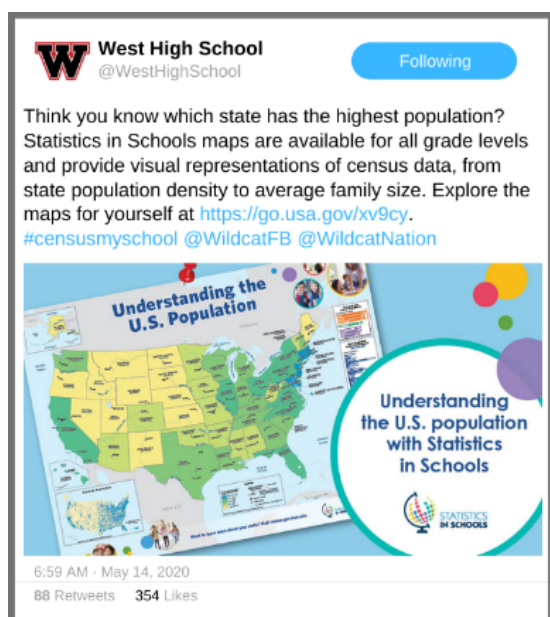 W
West High School
@WestHighSchool
Following
Think you know which state has the highest population?
Statistics in Schools maps are available for all grade levels
and provide visual representations of census data, from
state population density to average family size. Explore the
maps for yourself at https://go.usa.gov/xv9cy.
#censusmyschool @WildcatFB @WildcatNation
Understanding the
U.S. Population
Understanding
the U.S. population
with Statistics
in Schools
STATISTICS
IN SCHOOLS
6:59 AM - May 14, 2020
88 Retweets 354 Likes